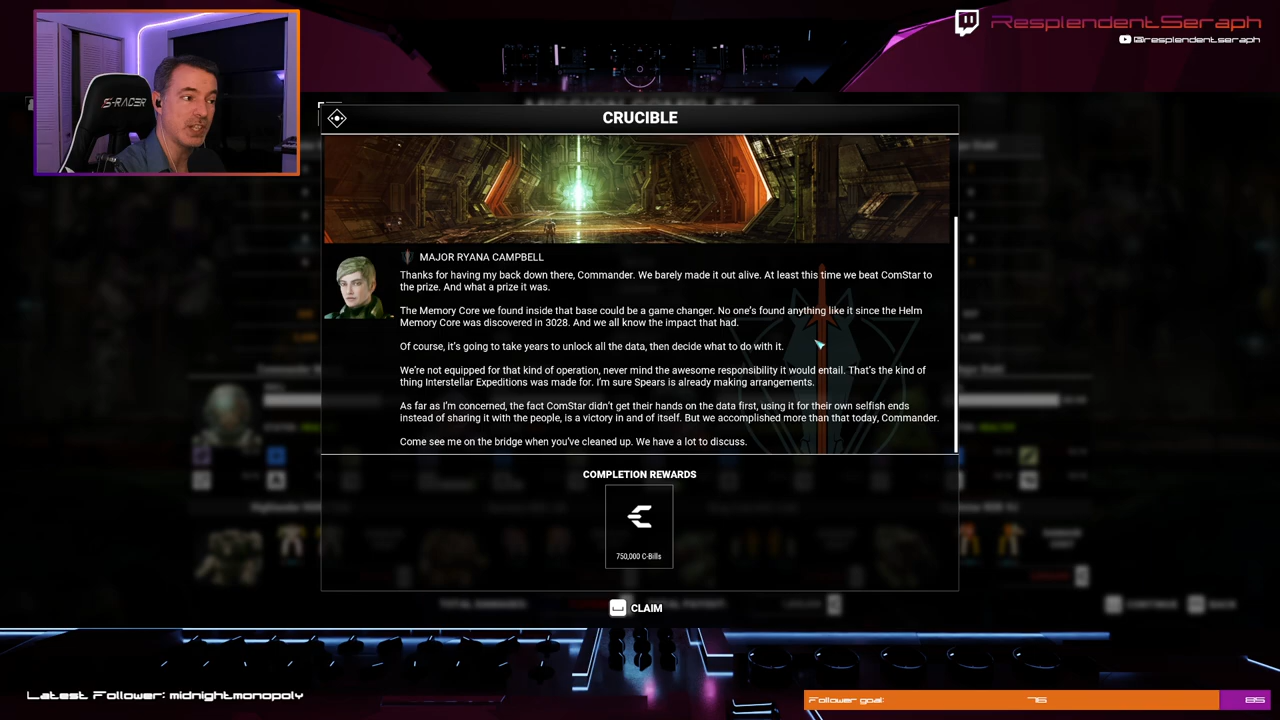 ResplendentSeraph
@resplendentseraph
S-RACER
CRUCIBLE
MAJOR RYANA CAMPBELL
Thanks for having my back down there, Commander. We barely made it out alive. At least this time we beat ComStar to
the prize. And what a prize it was.
The Memory Core we found inside that base could be a game changer. No one's found anything like it since the Helm
Memory Core was discovered in 3028. And we all know the impact that had.
Of course, it's going to take years to unlock all the data, then decide what to do with it.
We're not equipped for that kind of operation, never mind the awesome responsibility it would entail. That's the kind of
thing Interstellar Expeditions was made for. I'm sure Spears is already making arrangements.
As far as I'm concerned, the fact ComStar didn't get their hands on the data first, using it for their own selfish ends
instead of sharing it with the people, is a victory in and of itself. But we accomplished more than that today, Commander.
Come see me on the bridge when you've cleaned up. We have a lot to discuss.
COMPLETION REWARDS
750,000 C-Bills
CLAIM
CONTINUE
BACK
Latest Follower: midnightmonopoly
Follower goal:
76
85